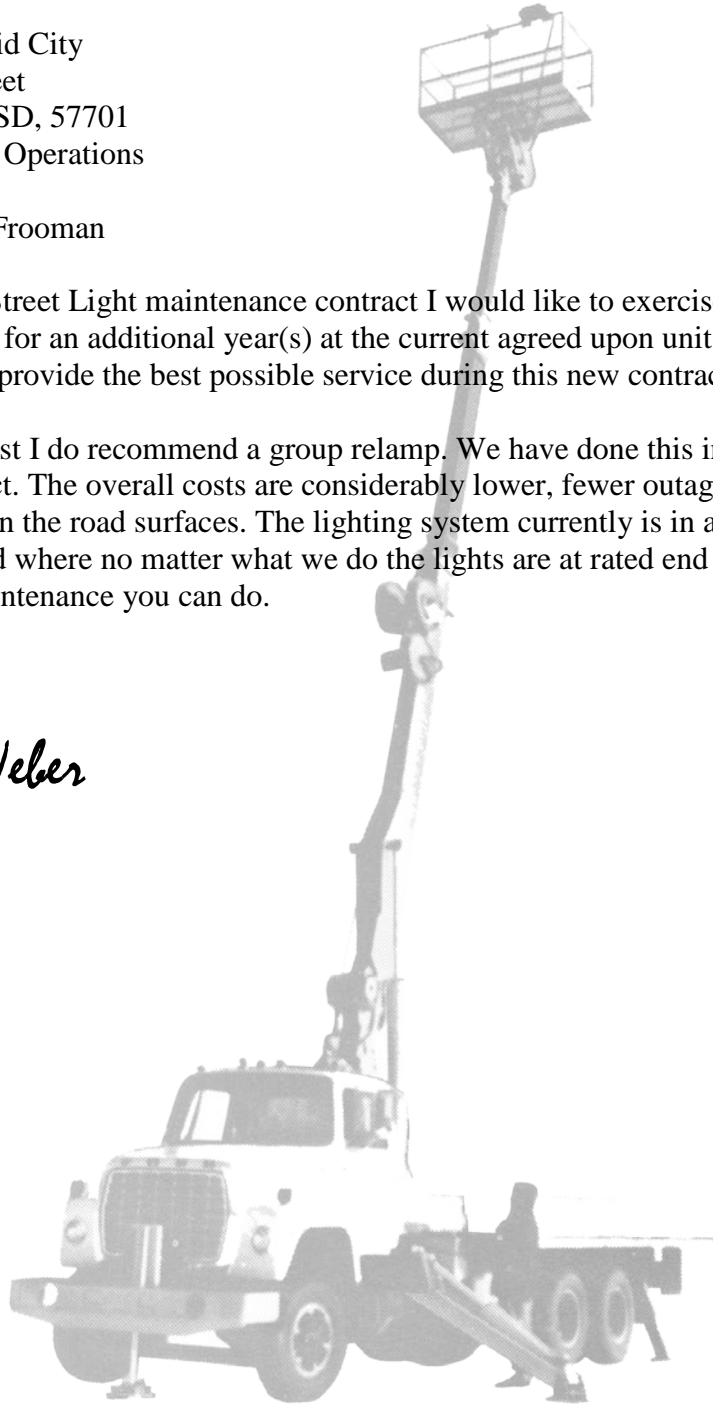 id City
eet
SD, 57701
Operations
Frooman
Street Light maintenance contract I would like to exercis
for an additional year(s) at the current agreed upon unit
provide the best possible service during this new contrac
st I do recommend a group relamp. We have done this in
ct. The overall costs are considerably lower, fewer outag
n the road surfaces. The lighting system currently is in a
d where no matter what we do the lights are at rated end
ntenance you can do.
Weber